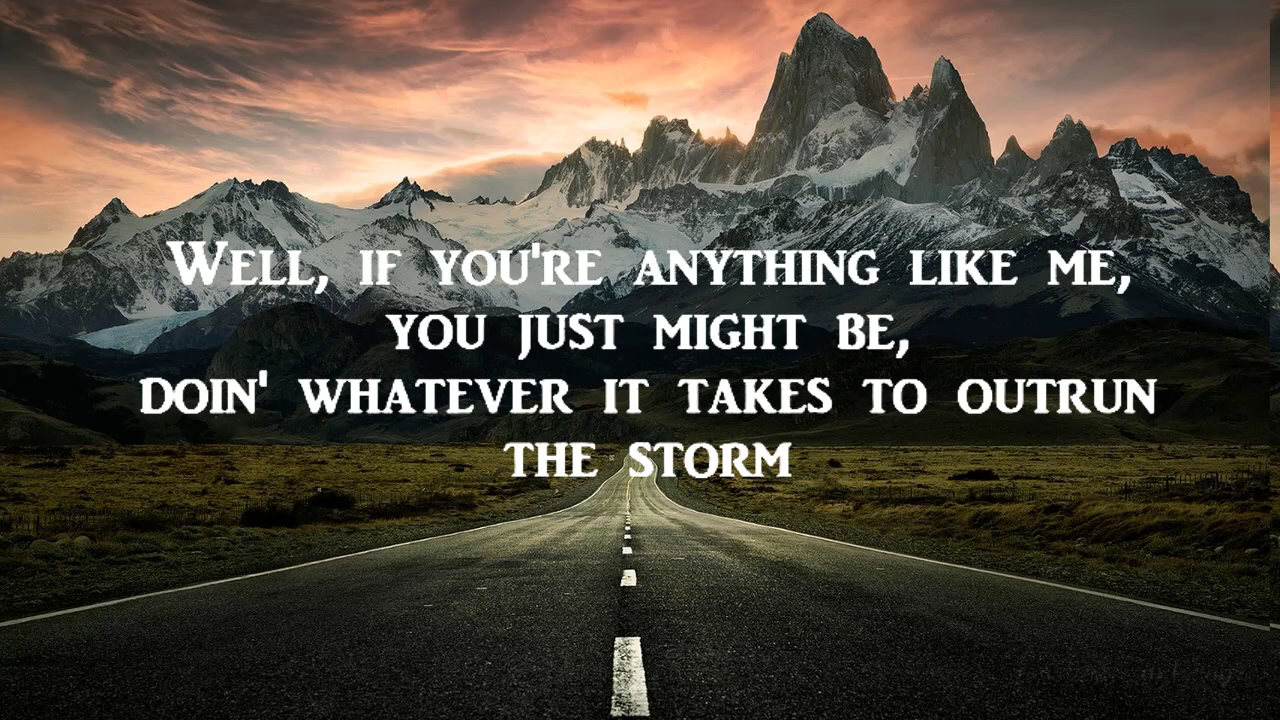 Well, if you're anything like me,
you just might be,
doin' whatever it takes to outrun
the storm